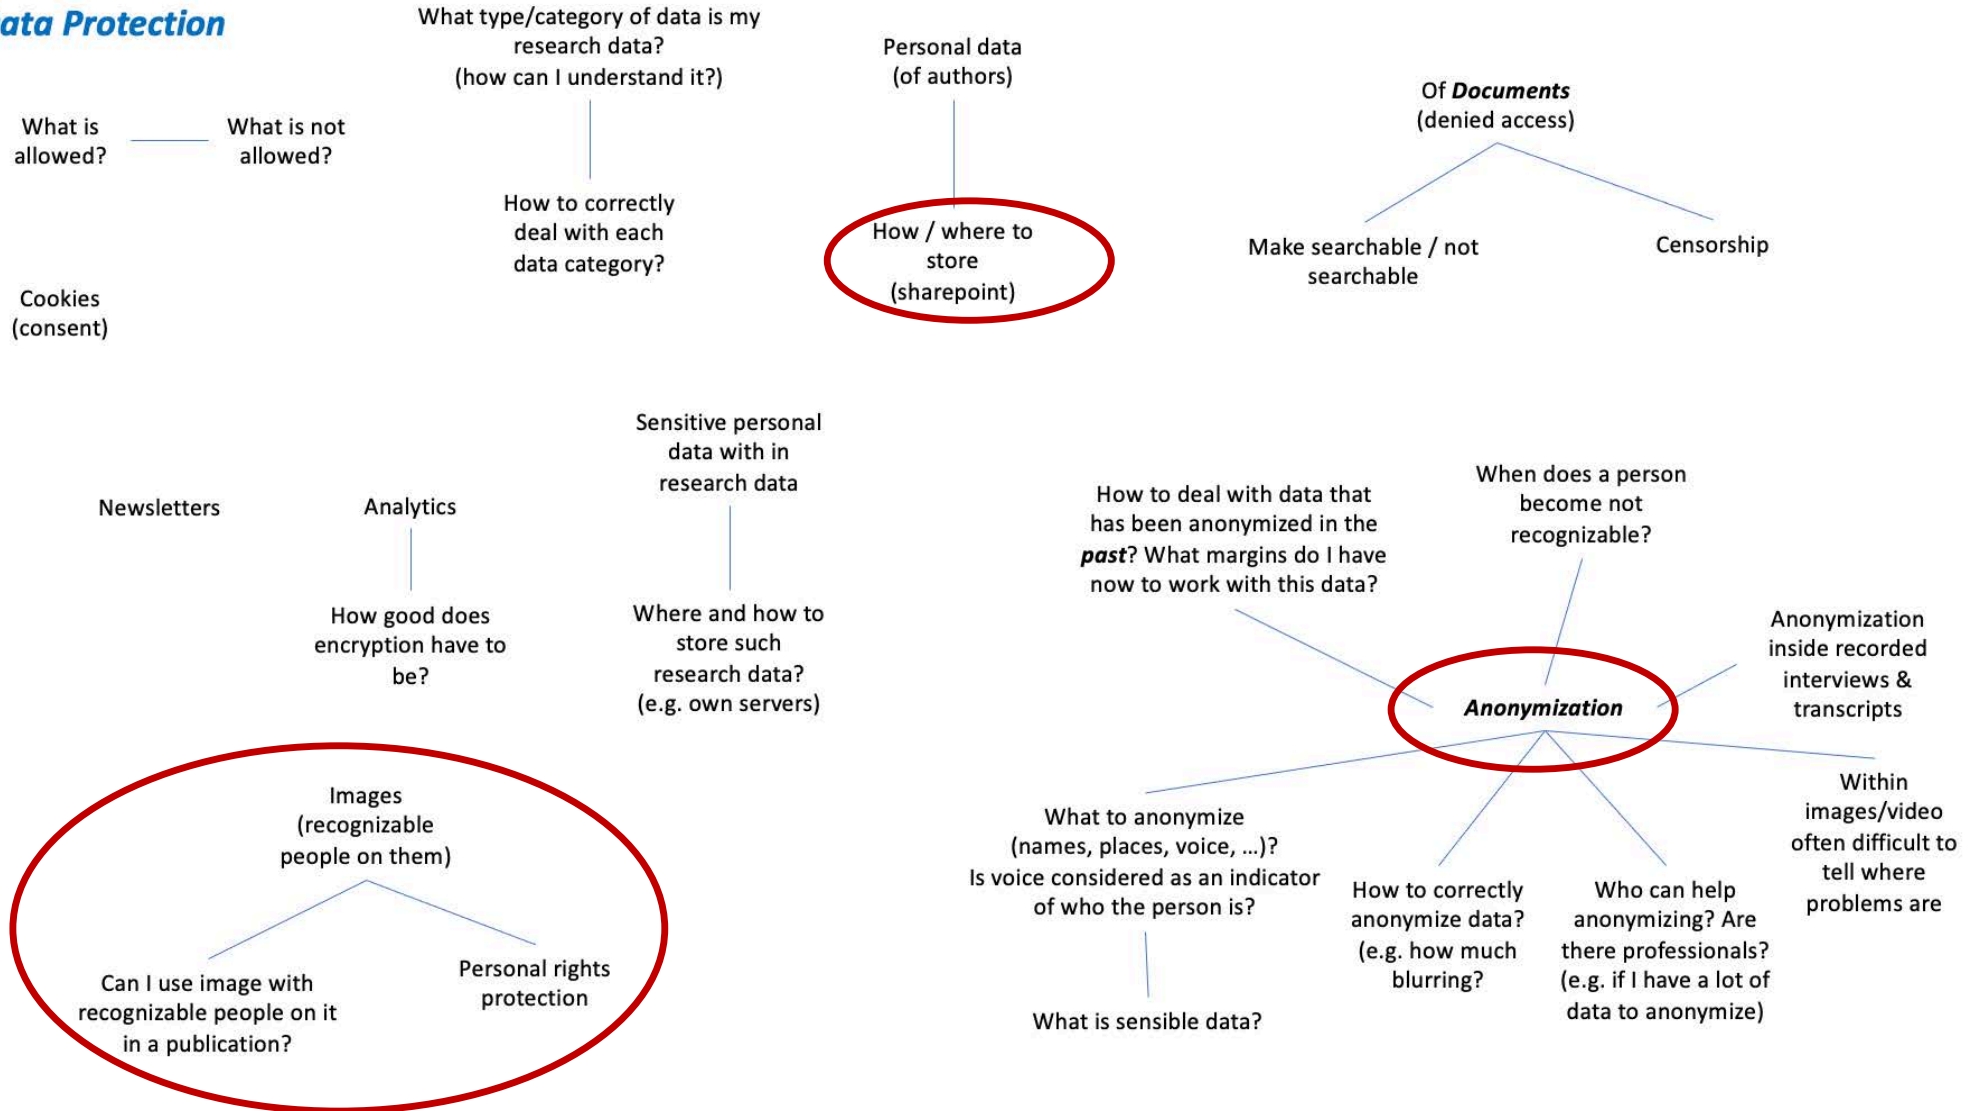 ata Protection
What type/category of data is my
research data?
(how can I understand it?)
Personal data
(of authors)
Of Documents
(denied access)
What is
allowed?
What is not
allowed?
How to correctly
deal with each
data category?
How / where to
store
(sharepoint)
Make searchable / not
searchable
Censorship
Cookies
(consent)
Sensitive personal
data with in
research data
Newsletters
Analytics
How good does
encryption have to
be?
Where and how to
store such
research data?
(e.g. own servers)
How to deal with data that
has been anonymized in the
past? What margins do I have
now to work with this data?
When does a person
become not
recognizable?
Anonymization
inside recorded
interviews &
transcripts
Anonymization
Images
(recognizable
people on them)
Can I use image with
recognizable people on it
in a publication?
Personal rights
protection
What to anonymize
(names, places, voice, ...)?
Is voice considered as an indicator
of who the person is?
What is sensible data?
How to correctly
anonymize data?
(e.g. how much
blurring?
Who can help
anonymizing? Are
there professionals?
(e.g. if I have a lot of
data to anonymize)
Within
images/video
often difficult to
tell where
problems are